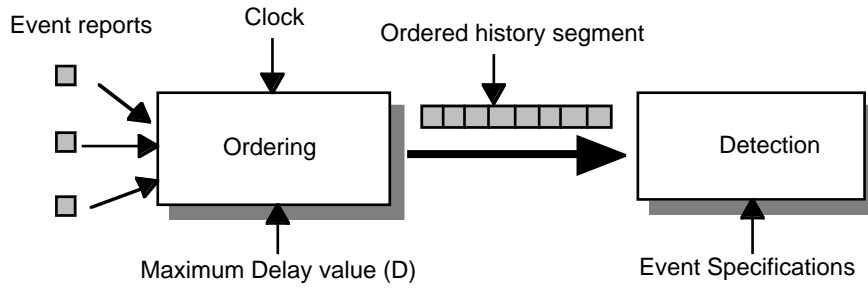 Event reports
Clock
Ordered history segment
Ordering
Detection
Maximum Delay value (D)
Event Specifications